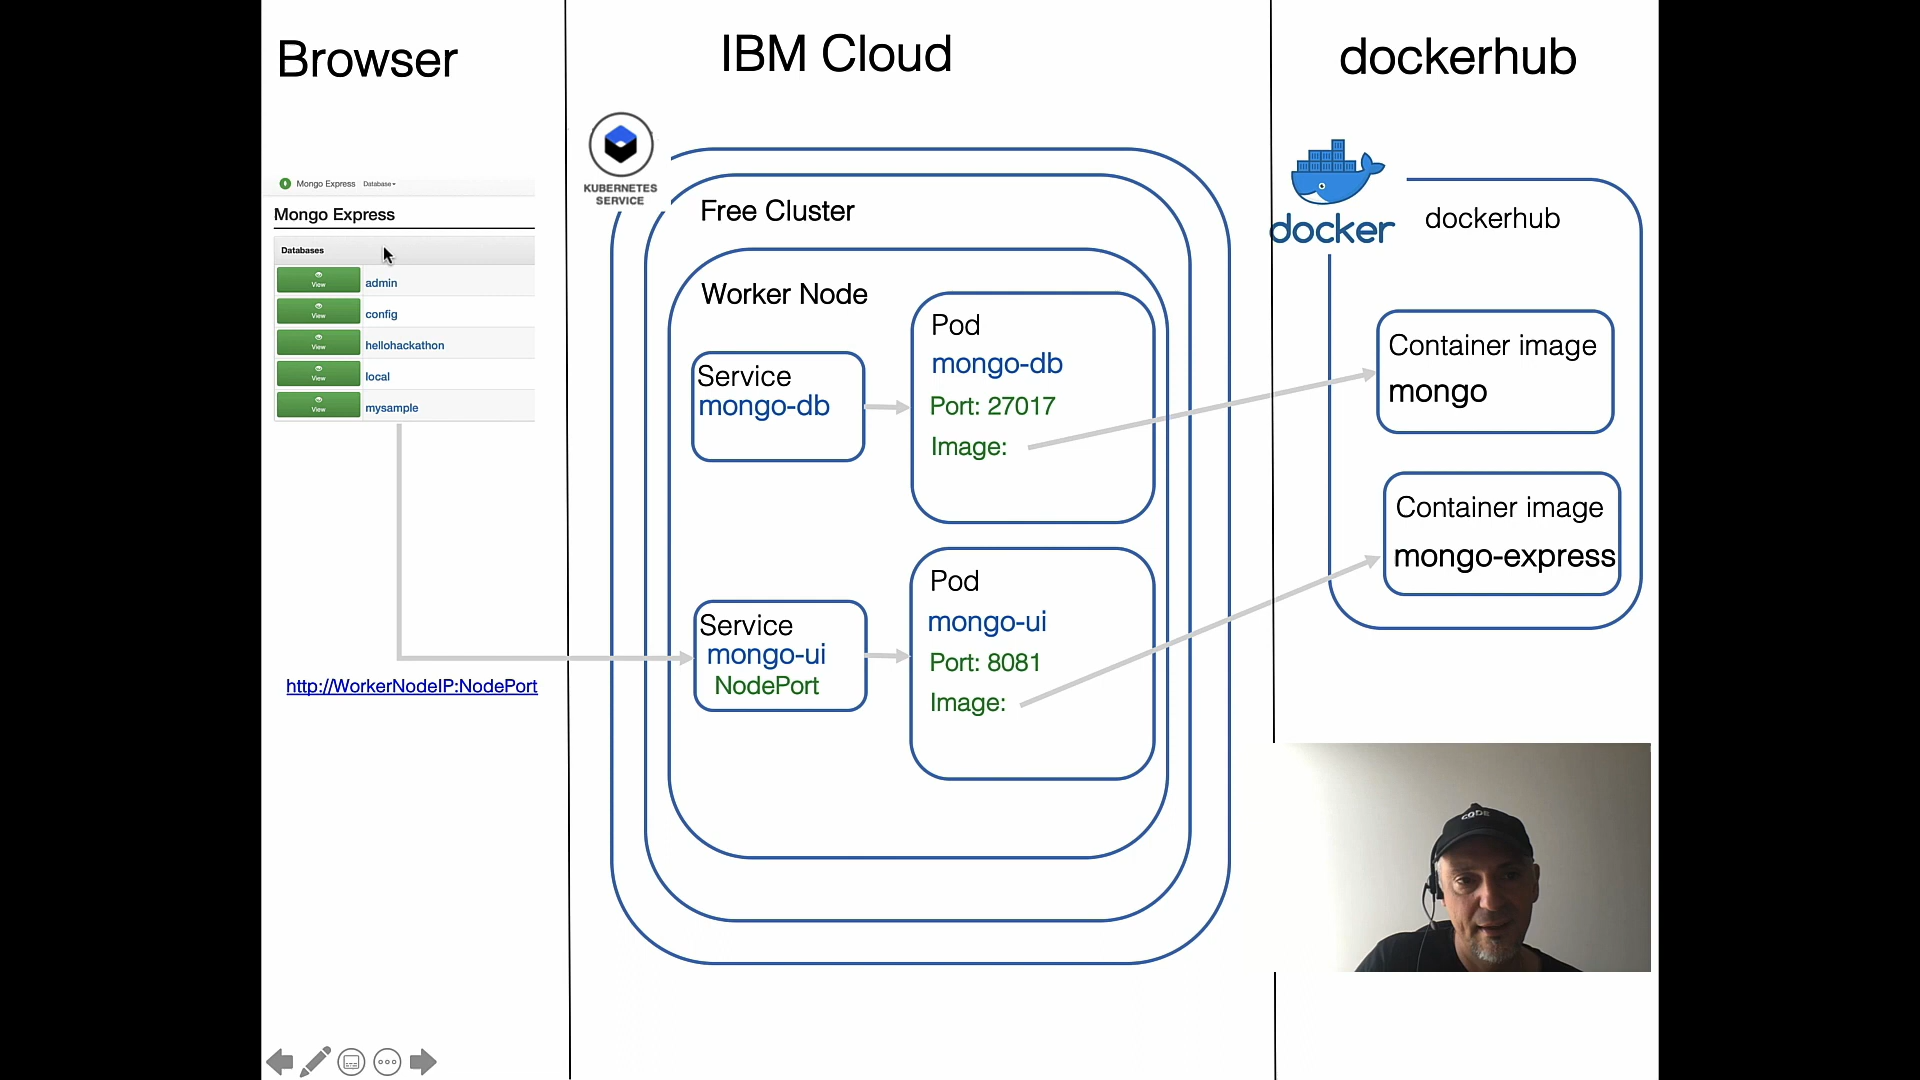 Browser
IBM Cloud
dockerhub
Mongo Express Database
Mongo Express
Databases
View admin
View config
View hellohackathon
View local
View mysample
http://WorkerNodeIP:NodePort
KUBERNETES
SERVICE
Free Cluster
Worker Node
Service
mongo-db
Pod
mongo-db
Port: 27017
Image:
Service
mongo-ui
NodePort
Pod
mongo-ui
Port: 8081
Image:
docker
dockerhub
Container image
mongo
Container image
mongo-express
CODE